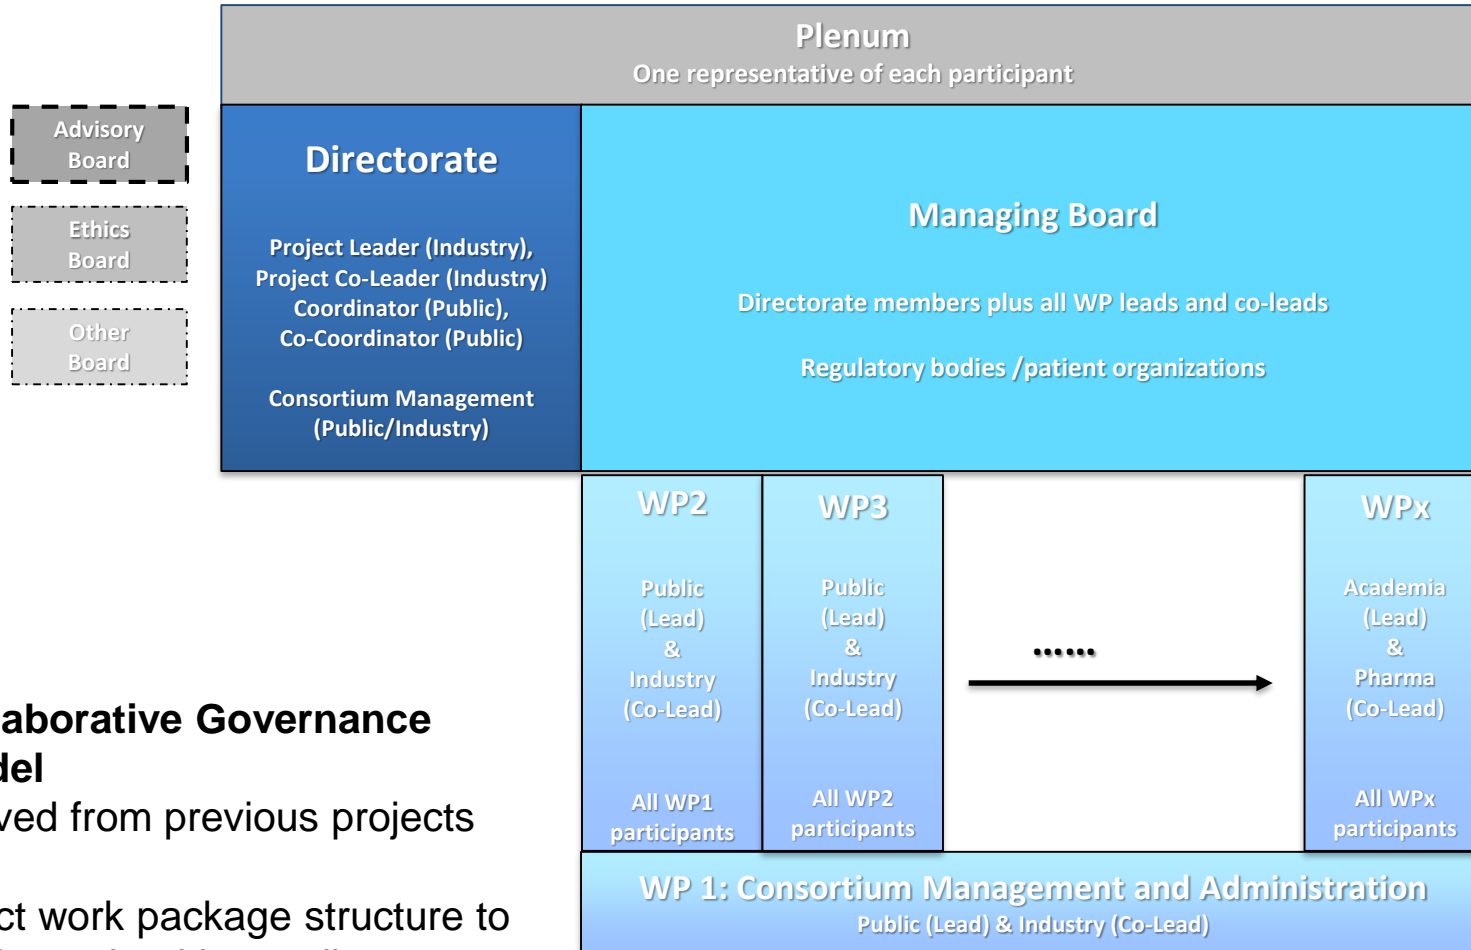 Plenum
One representative of each participant
Advisory
Board
Ethics
Board
Other
Board
Directorate
Project Leader (Industry),
Project Co-Leader (Industry)
Coordinator (Public),
Co-Coordinator (Public)
Consortium Management
(Public/Industry)
Managing Board
Directorate members plus all WP leads and co-leads
Regulatory bodies /patient organizations
WP2
Public
(Lead)
&
Industry
(Co-Lead)
All WP1
participants
WP3
Public
(Lead)
&
Industry
(Co-Lead)
All WP2
participants
......
WPx
Academia
(Lead)
&
Pharma
(Co-Lead)
All WPx
participants
WP 1: Consortium Management and Administration
Public (Lead) & Industry (Co-Lead)
laborative Governance
del
ved from previous projects
ct work package structure to